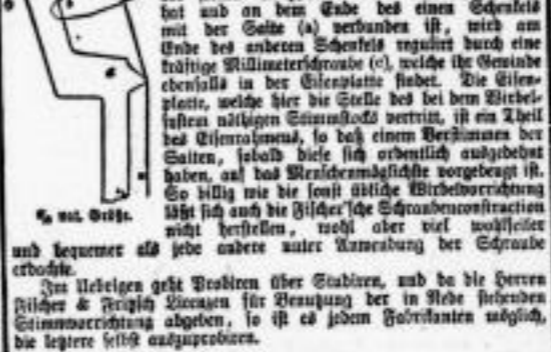 hat und an dem Ende des einen Schenkels
mit der Saite (a) verbunden ist, wird am
Ende des anderen Schenkels regulirt durch eine
kräftige Millimeterschraube (c), welche ihr Gewinde
ebenfalls in der Eisenplatte findet. Die Eisen-
platte, welche hier die Stelle des bei dem Wirbel-
system nöthigen Stimmstocks vertritt, ist ein Theil
des Eisenrahmens, so daß einem Verstimmen der
Saiten, sobald diese sich ordentlich ausgedehnt
haben, auf das Menschenmöglichste vorgebeugt ist.
So billig wie die sonst übliche Wirbelvorrichtung
läßt sich auch die Fischer'sche Schraubenconstruction
nicht herstellen, wohl aber viel wohlfeiler
nat. Größe.
und bequemer als jede andere unter Anwendung der Schraube
erdachte.
Im Uebrigen geht Probiren über Studiren, und da die Herren
Fischer & Fritzsch Licenzen für Benutzung der in Rede stehenden
Stimmvorrichtung abgeben, so ist es jedem Fabrikanten möglich,
die letztere selbst auszuprobiren.